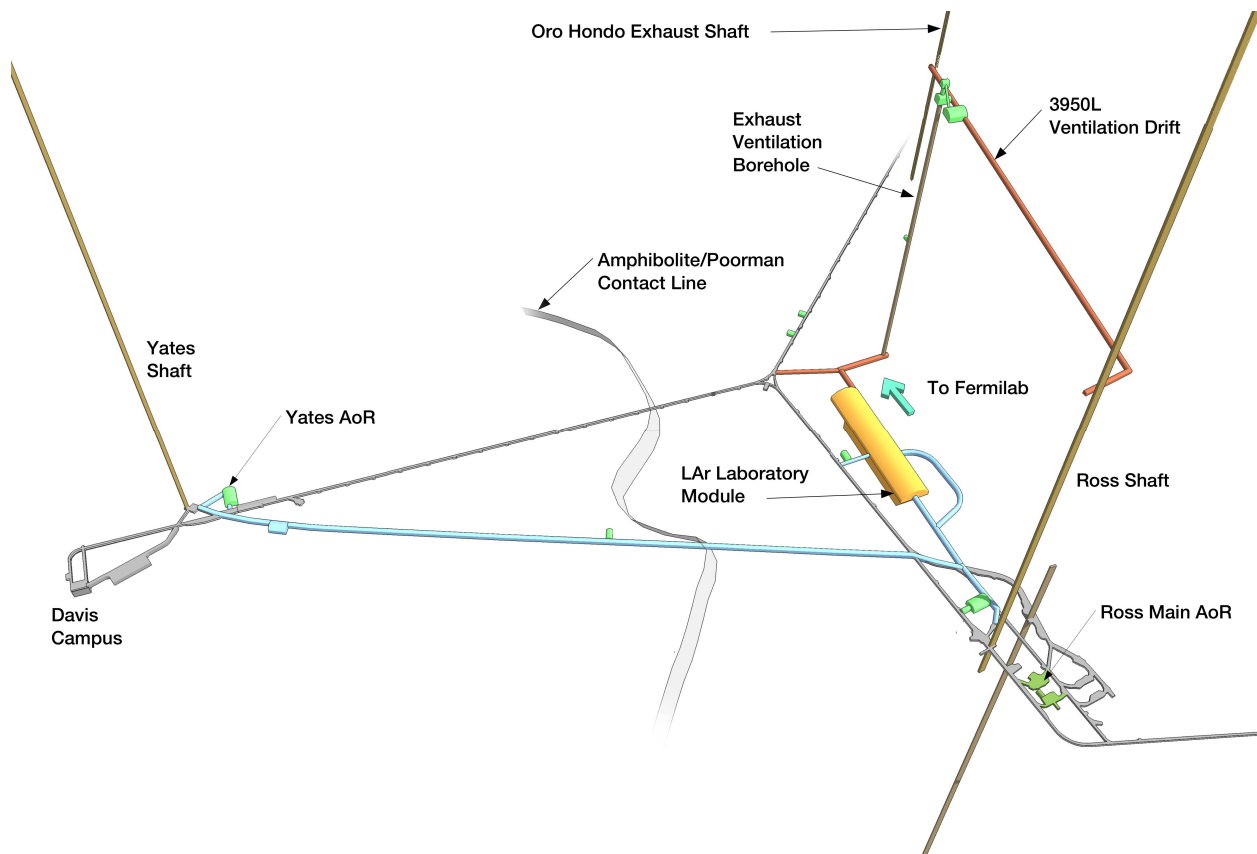 Oro Hondo Exhaust Shaft
Exhaust
Ventilation
Borehole
3950L
Ventilation Drift
Amphibolite/Poorman
Contact Line
Yates
Shaft
Yates AoR
To Fermilab
LAr Laboratory
Module
Ross Shaft
Davis
Campus
Ross Main AoR